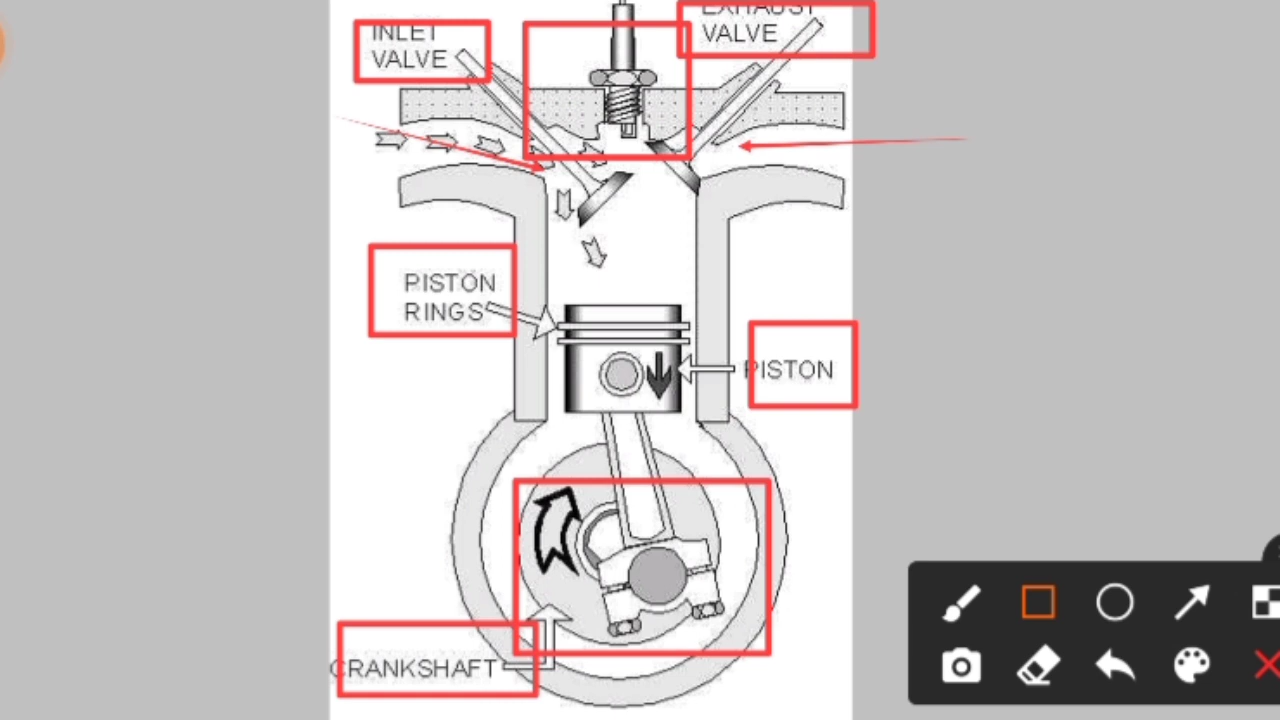 EXHAUST
VALVE
INLET
VALVE
PISTON
RINGS
PISTON
CRANKSHAFT